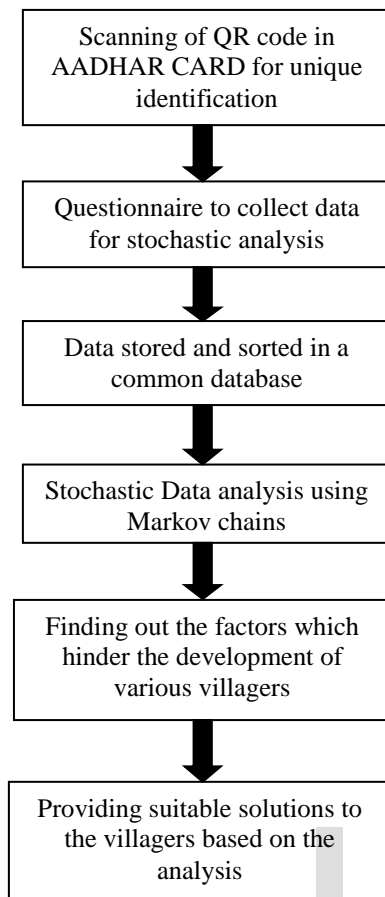 Scanning of QR code in
AADHAR CARD for unique
identification
Questionnaire to collect data
for stochastic analysis
Data stored and sorted in a
common database
Stochastic Data analysis using
Markov chains
Finding out the factors which
hinder the development of
various villagers
Providing suitable solutions to
the villagers based on the
analysis